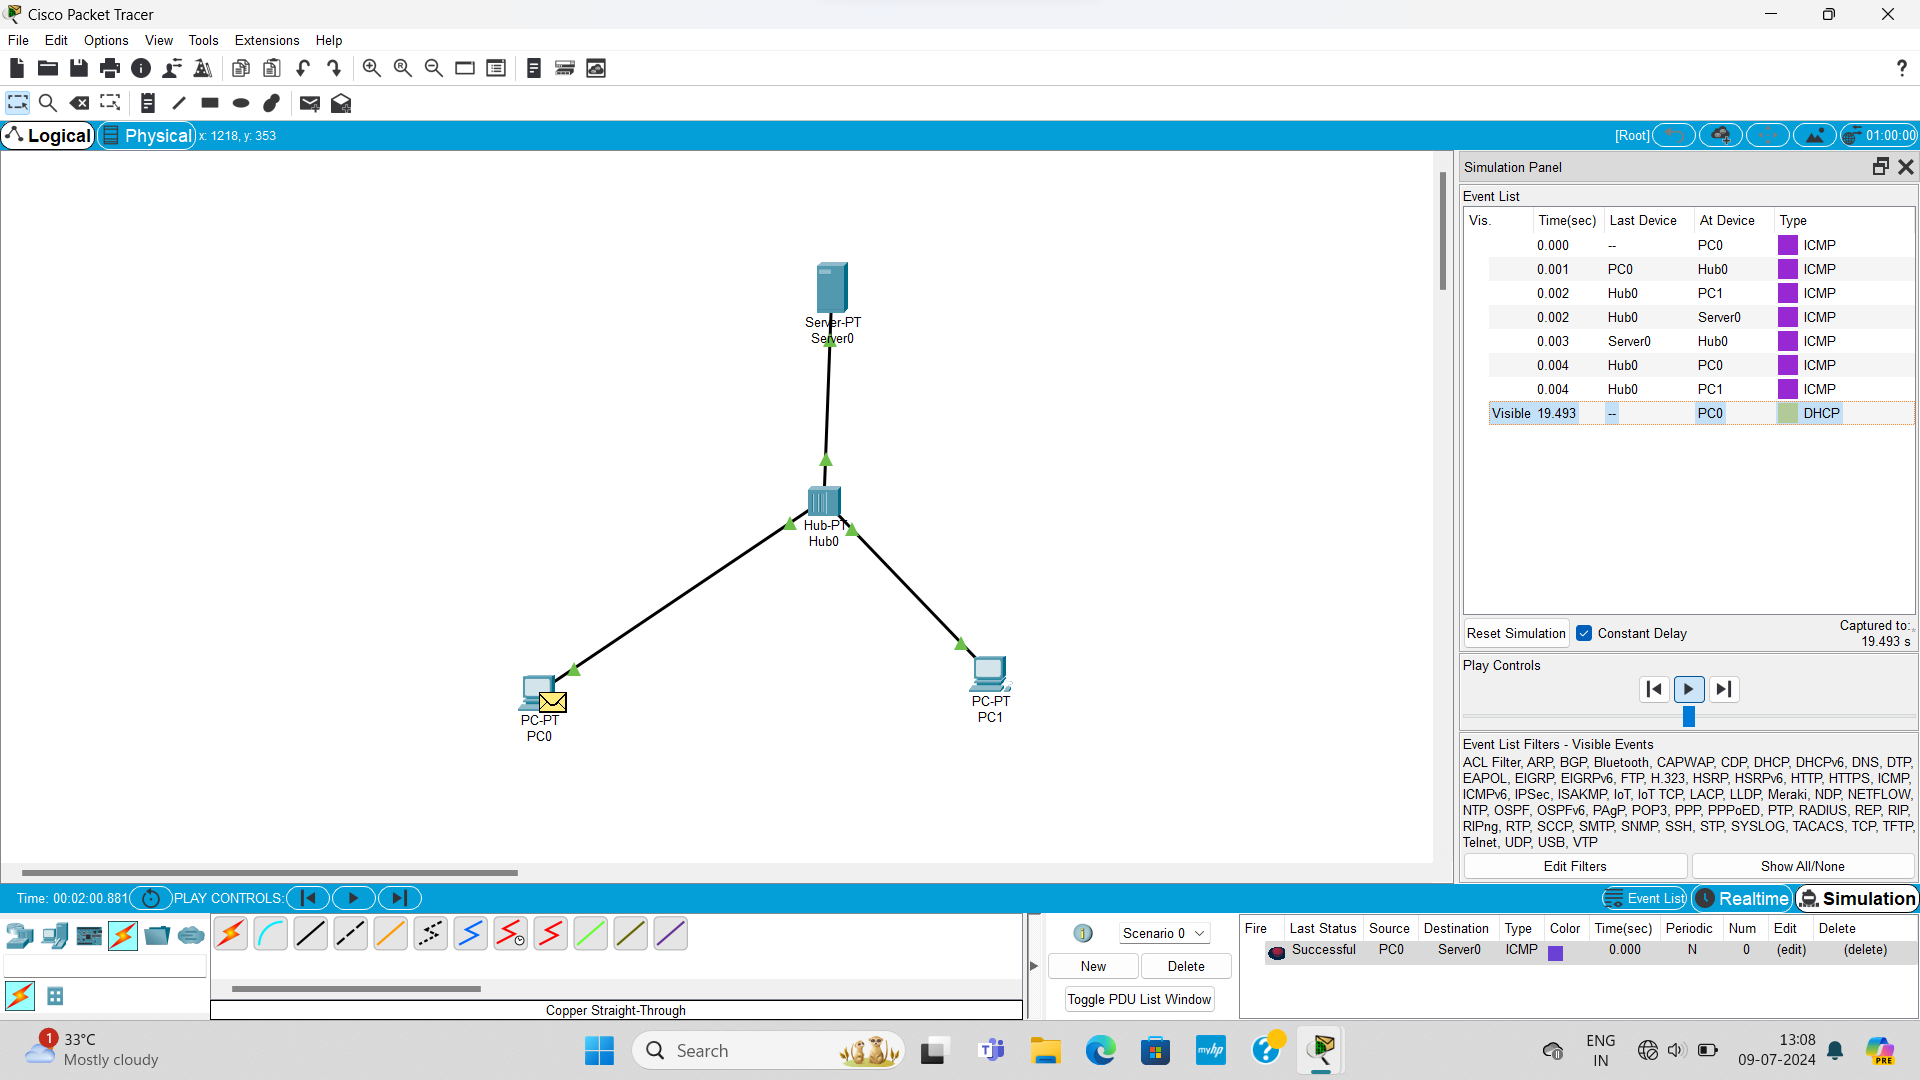 Cisco Packet Tracer
File Edit Options View Tools Extensions Help
?
Logical Physical x: 1218, y: 353 [Root] 01:00:00
Simulation Panel
Event List
Vis. Time(sec) Last Device At Device Type
0.000 -- PC0 ICMP
0.001 PC0 Hub0 ICMP
0.002 Hub0 PC1 ICMP
0.002 Hub0 Server0 ICMP
0.003 Server0 Hub0 ICMP
0.004 Hub0 PC0 ICMP
0.004 Hub0 PC1 ICMP
Visible 19.493 -- PC0 DHCP
Server-PT
Server0
Hub-PT
Hub0
PC-PT
PC0
PC-PT
PC1
Reset Simulation Constant Delay Captured to:
19.493 s
Play Controls
Event List Filters - Visible Events
ACL Filter, ARP, BGP, Bluetooth, CAPWAP, CDP, DHCP, DHCPv6, DNS, DTP,
EAPOL, EIGRP, EIGRPv6, FTP, H.323, HSRP, HSRPv6, HTTP, HTTPS, ICMP,
ICMPv6, IPSec, ISAKMP, IoT, IoT TCP, LACP, LLDP, Meraki, NDP, NETFLOW,
NTP, OSPF, OSPFv6, PAgP, POP3, PPP, PPPoED, PTP, RADIUS, REP, RIP,
RIPng, RTP, SCCP, SMTP, SNMP, SSH, STP, SYSLOG, TACACS, TCP, TFTP,
Telnet, UDP, USB, VTP
Edit Filters Show All/None
Time: 00:02:00.881 PLAY CONTROLS: Event List Realtime Simulation
Scenario 0
New Delete
Toggle PDU List Window
Fire Last Status Source Destination Type Color Time(sec) Periodic Num Edit Delete
Successful PC0 Server0 ICMP 0.000 N 0 (edit) (delete)
Copper Straight-Through
1 33°C
Mostly cloudy
Search
myhp
ENG
IN
13:08
09-07-2024
PRE